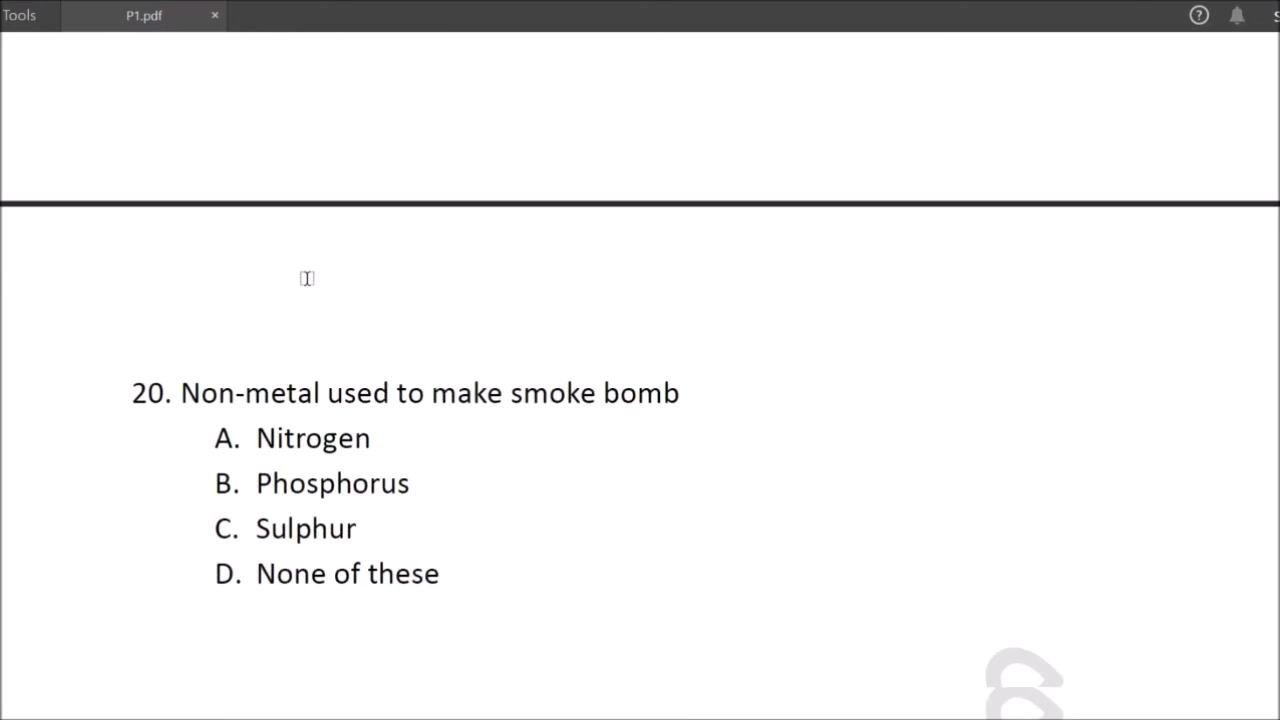 Tools P1.pdf × ?
20. Non-metal used to make smoke bomb
A. Nitrogen
B. Phosphorus
C. Sulphur
D. None of these